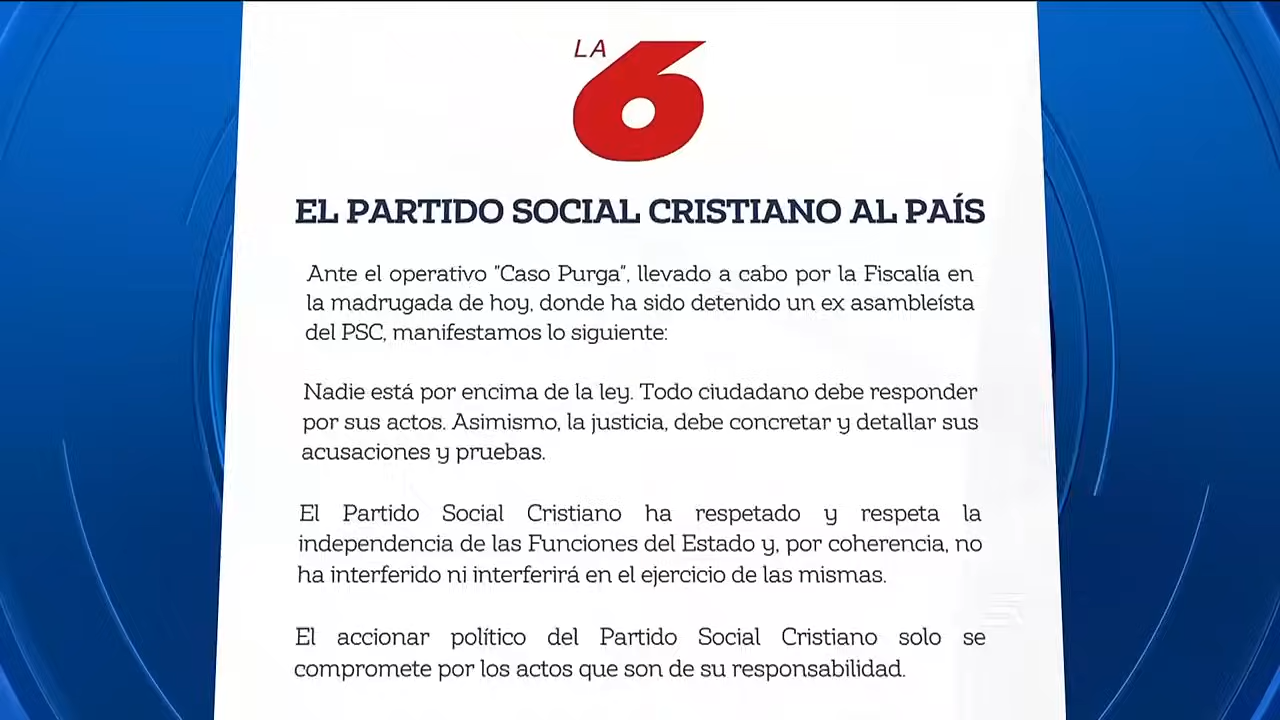 LA
6
EL PARTIDO SOCIAL CRISTIANO AL PAÍS
Ante el operativo "Caso Purga", llevado a cabo por la Fiscalía en
la madrugada de hoy, donde ha sido detenido un ex asambleísta
del PSC, manifestamos lo siguiente:
Nadie está por encima de la ley. Todo ciudadano debe responder
por sus actos. Asimismo, la justicia, debe concretar y detallar sus
acusaciones y pruebas.
El Partido Social Cristiano ha respetado y respeta la
independencia de las Funciones del Estado y, por coherencia, no
ha interferido ni interferirá en el ejercicio de las mismas.
El accionar político del Partido Social Cristiano solo se
compromete por los actos que son de su responsabilidad.